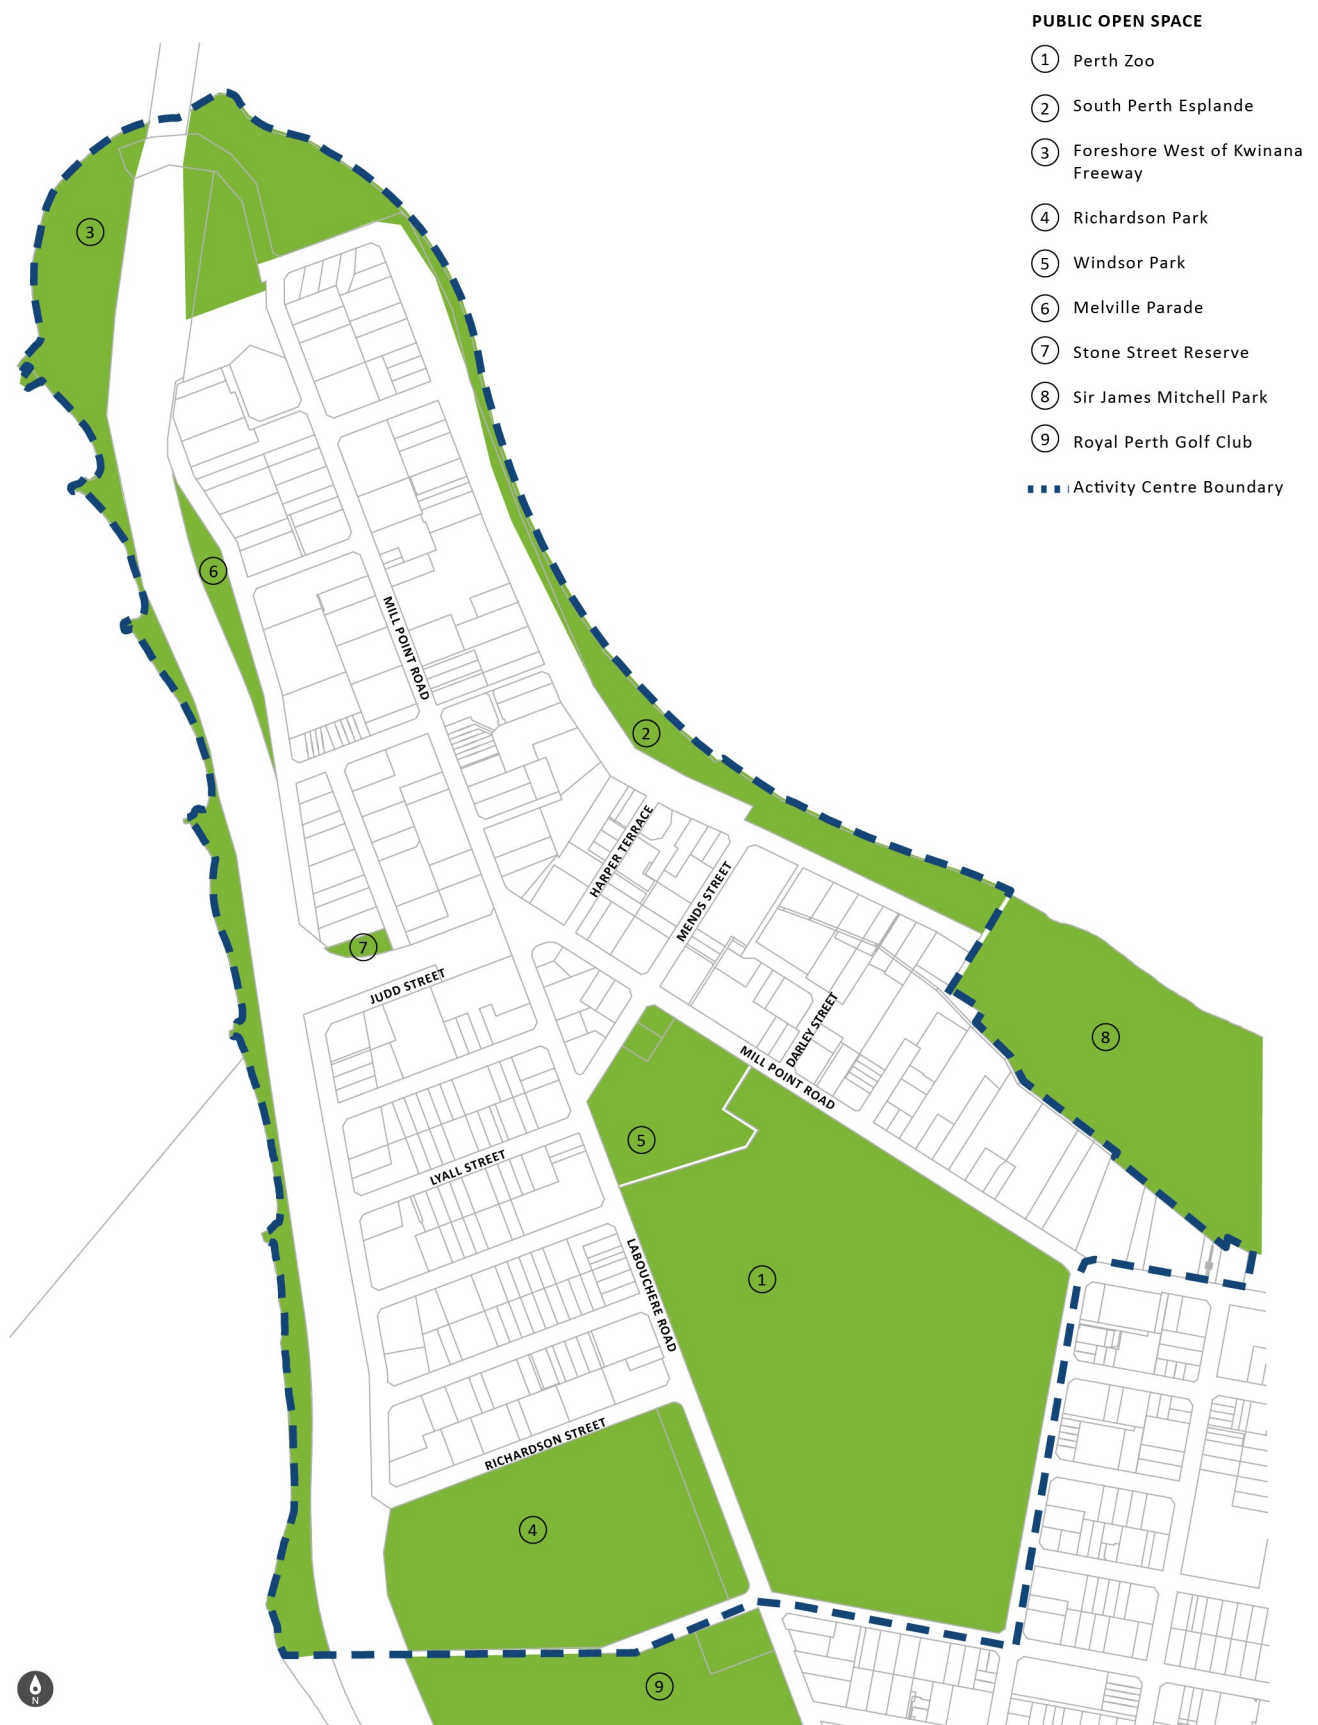 PUBLIC OPEN SPACE
1 Perth Zoo
2 South Perth Esplande
3 Foreshore West of Kwinana
Freeway
4 Richardson Park
5 Windsor Park
6 Melville Parade
7 Stone Street Reserve
8 Sir James Mitchell Park
9 Royal Perth Golf Club
Activity Centre Boundary
3
6
MILL POINT ROAD
2
HARPER TERRACE
MENDS STREET
7
JUDD STREET
DARLEY STREET
8
MILL POINT ROAD
5
LYALL STREET
LABOUCHERE ROAD
1
RICHARDSON STREET
4
9
N